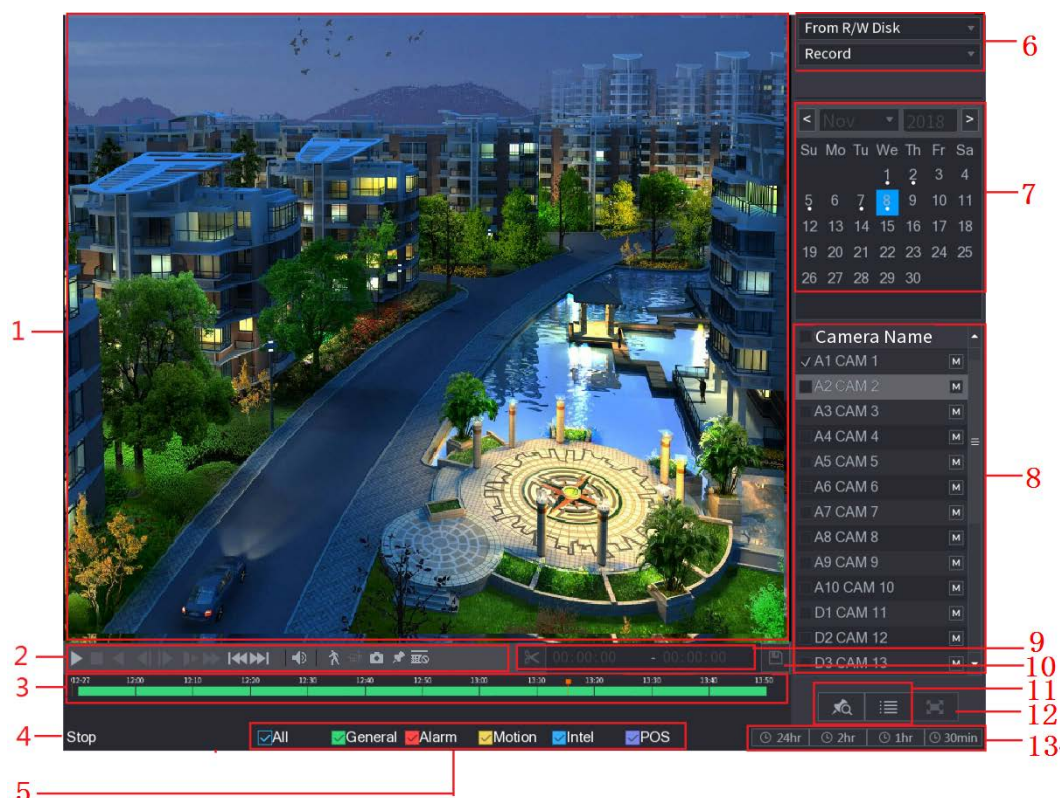 From R/W Disk
Record
6
< Nov 2018 >
Su Mo Tu We Th Fr Sa
1 2 3 4
5 6 7 8 9 10 11
12 13 14 15 16 17 18
19 20 21 22 23 24 25
26 27 28 29 30
7
1
Camera Name
A1 CAM 1 M
A2 CAM 2 M
A3 CAM 3 M
A4 CAM 4 M
A5 CAM 5 M
A6 CAM 6 M
A7 CAM 7 M
A8 CAM 8 M
A9 CAM 9 M
A10 CAM 10 M
D1 CAM 11 M
D2 CAM 12 M
D3 CAM 13 M
8
2
00:00:00 - 00:00:00
9
10
3
12-27 12:00 12:10 12:20 12:30 12:40 12:50 13:00 13:10 13:20 13:30 13:40 13:50
11
12
4
Stop
All General Alarm Motion Intel POS
24hr 2hr 1hr 30min
13
5